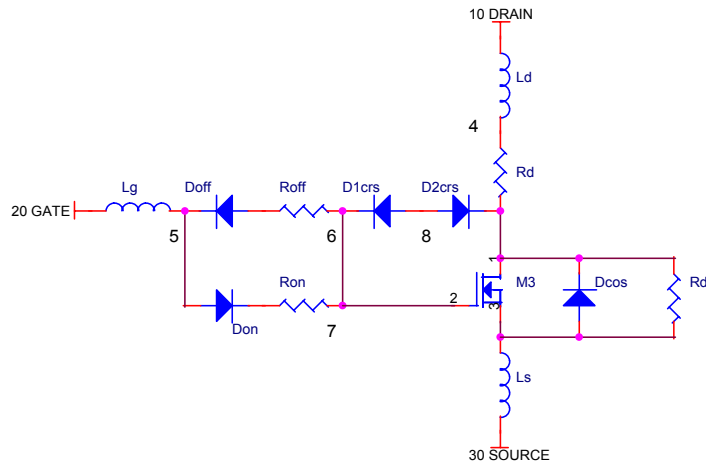 10 DRAIN
Ld
4
Rd
Lg
Doff
Roff
D1crs
D2crs
20 GATE
5
6
8
1
M3
Dcos
Rd
2
3
Ron
Don
7
Ls
30 SOURCE